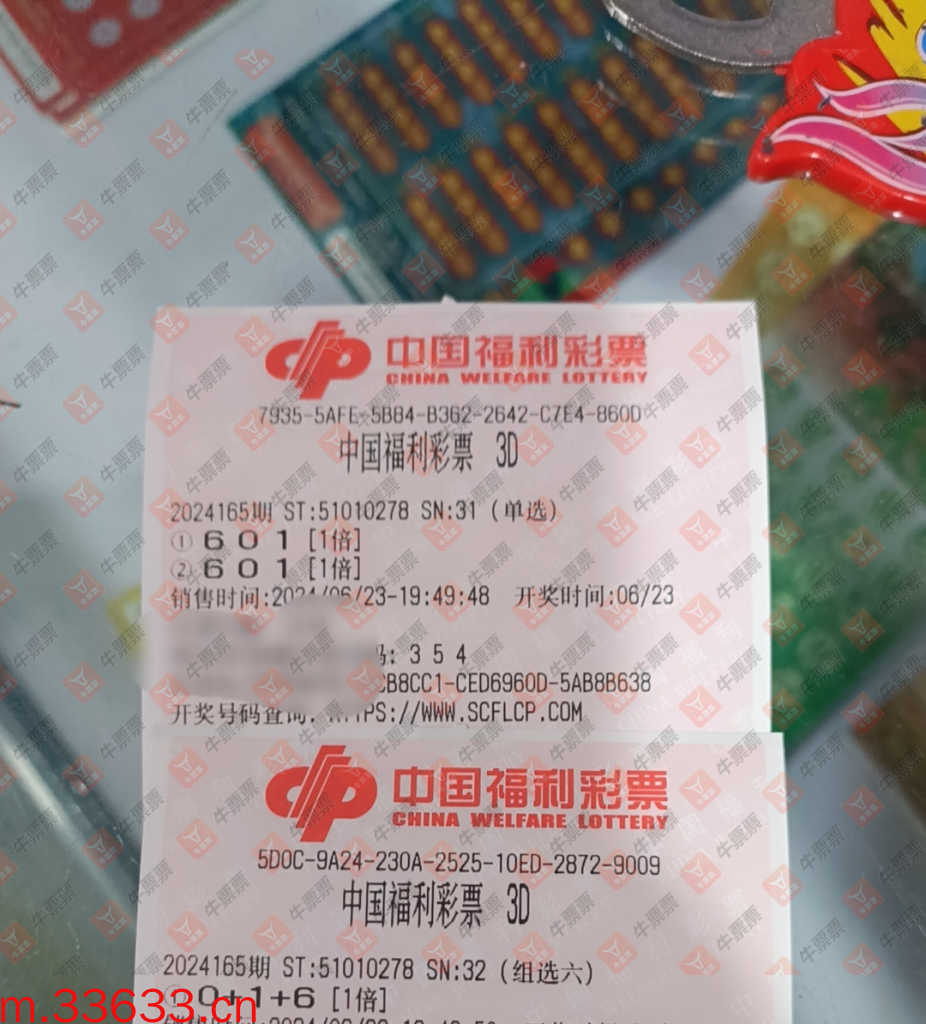 中国福利彩票
CHINA WELFARE LOTTERY
7935-5AFE-5B84-B362-2642-C7E4-860D
中国福利彩票 3D
2024165期 ST:51010278 SN:31 (单选)
① 6 0 1 [1倍]
② 6 0 1 [1倍]
销售时间:2024/06/23-19:49:48 开奖时间:06/23
: 3 5 4
CB8CC1-CED6960D-5AB8B638
开奖号码查询: HTTPS://WWW.SCFLCP.COM
中国福利彩票
CHINA WELFARE LOTTERY
5D0C-9A24-230A-2525-10ED-2872-9009
中国福利彩票 3D
2024165期 ST:51010278 SN:32 (组选六)
① 0+1+6 [1倍]
m.33633.cn
牛票票